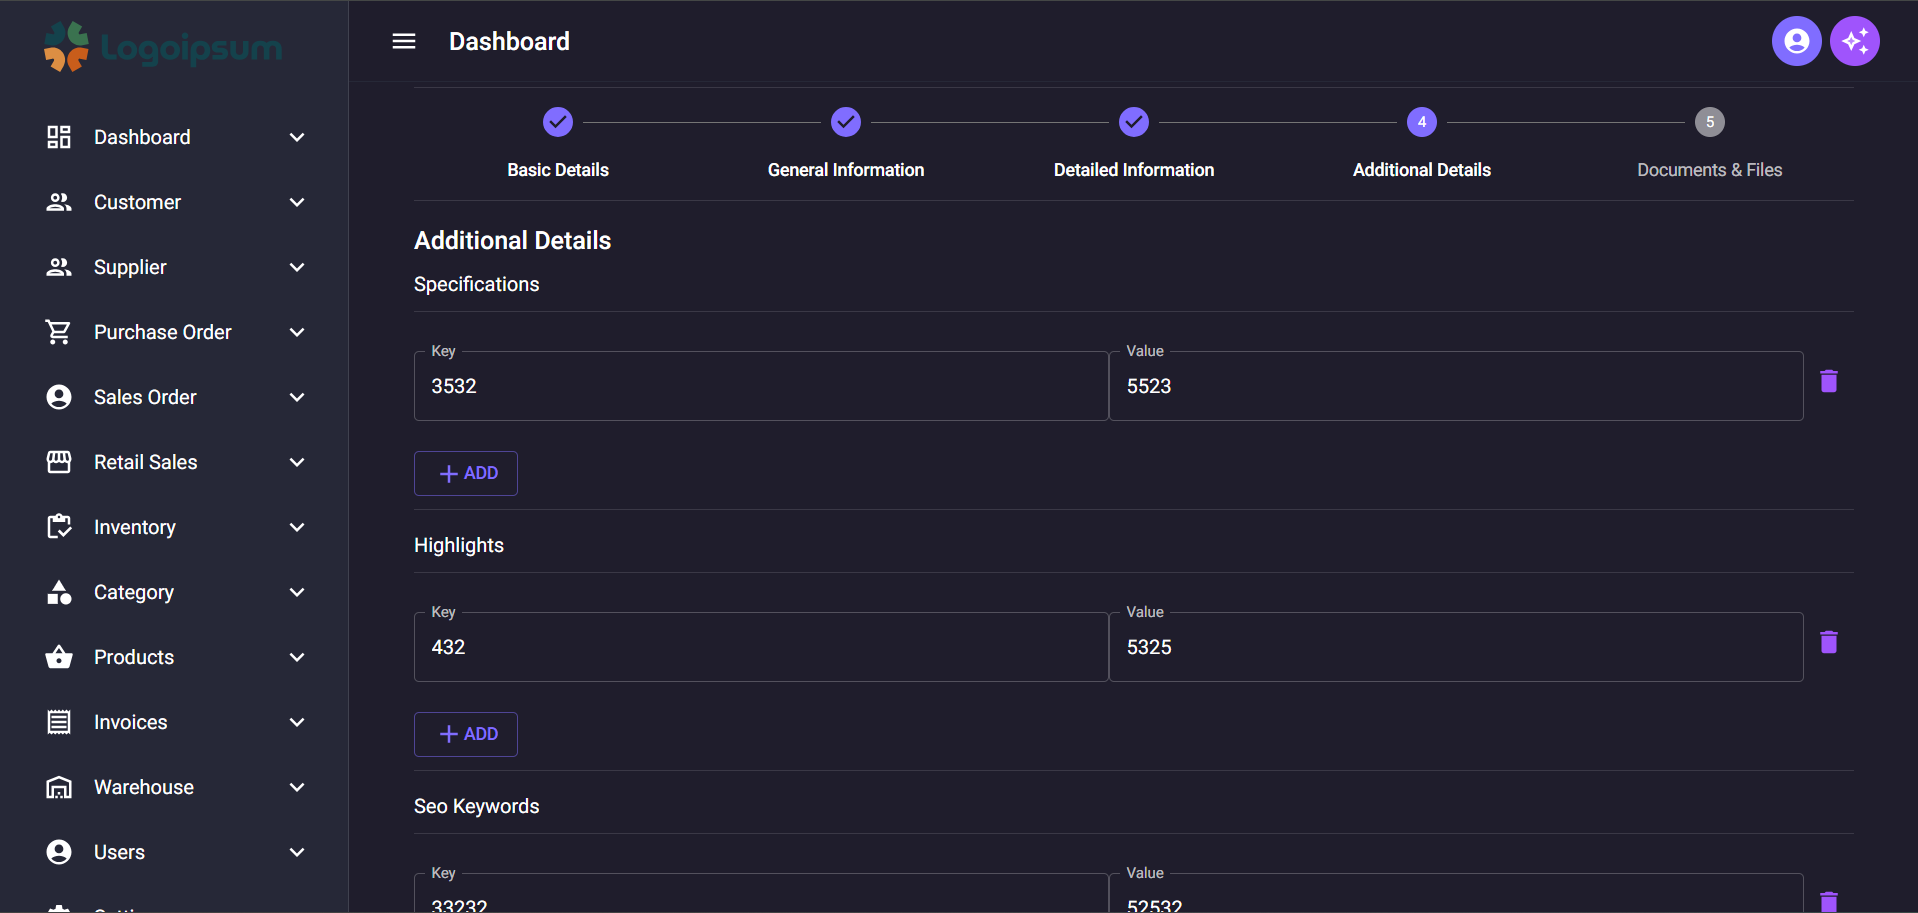 Logoipsum
Dashboard
Customer
Supplier
Purchase Order
Sales Order
Retail Sales
Inventory
Category
Products
Invoices
Warehouse
Users
Dashboard
4
5
Basic Details
General Information
Detailed Information
Additional Details
Documents & Files
Additional Details
Specifications
Key
3532
Value
5523
ADD
Highlights
Key
432
Value
5325
ADD
Seo Keywords
Key
33232
Value
52532